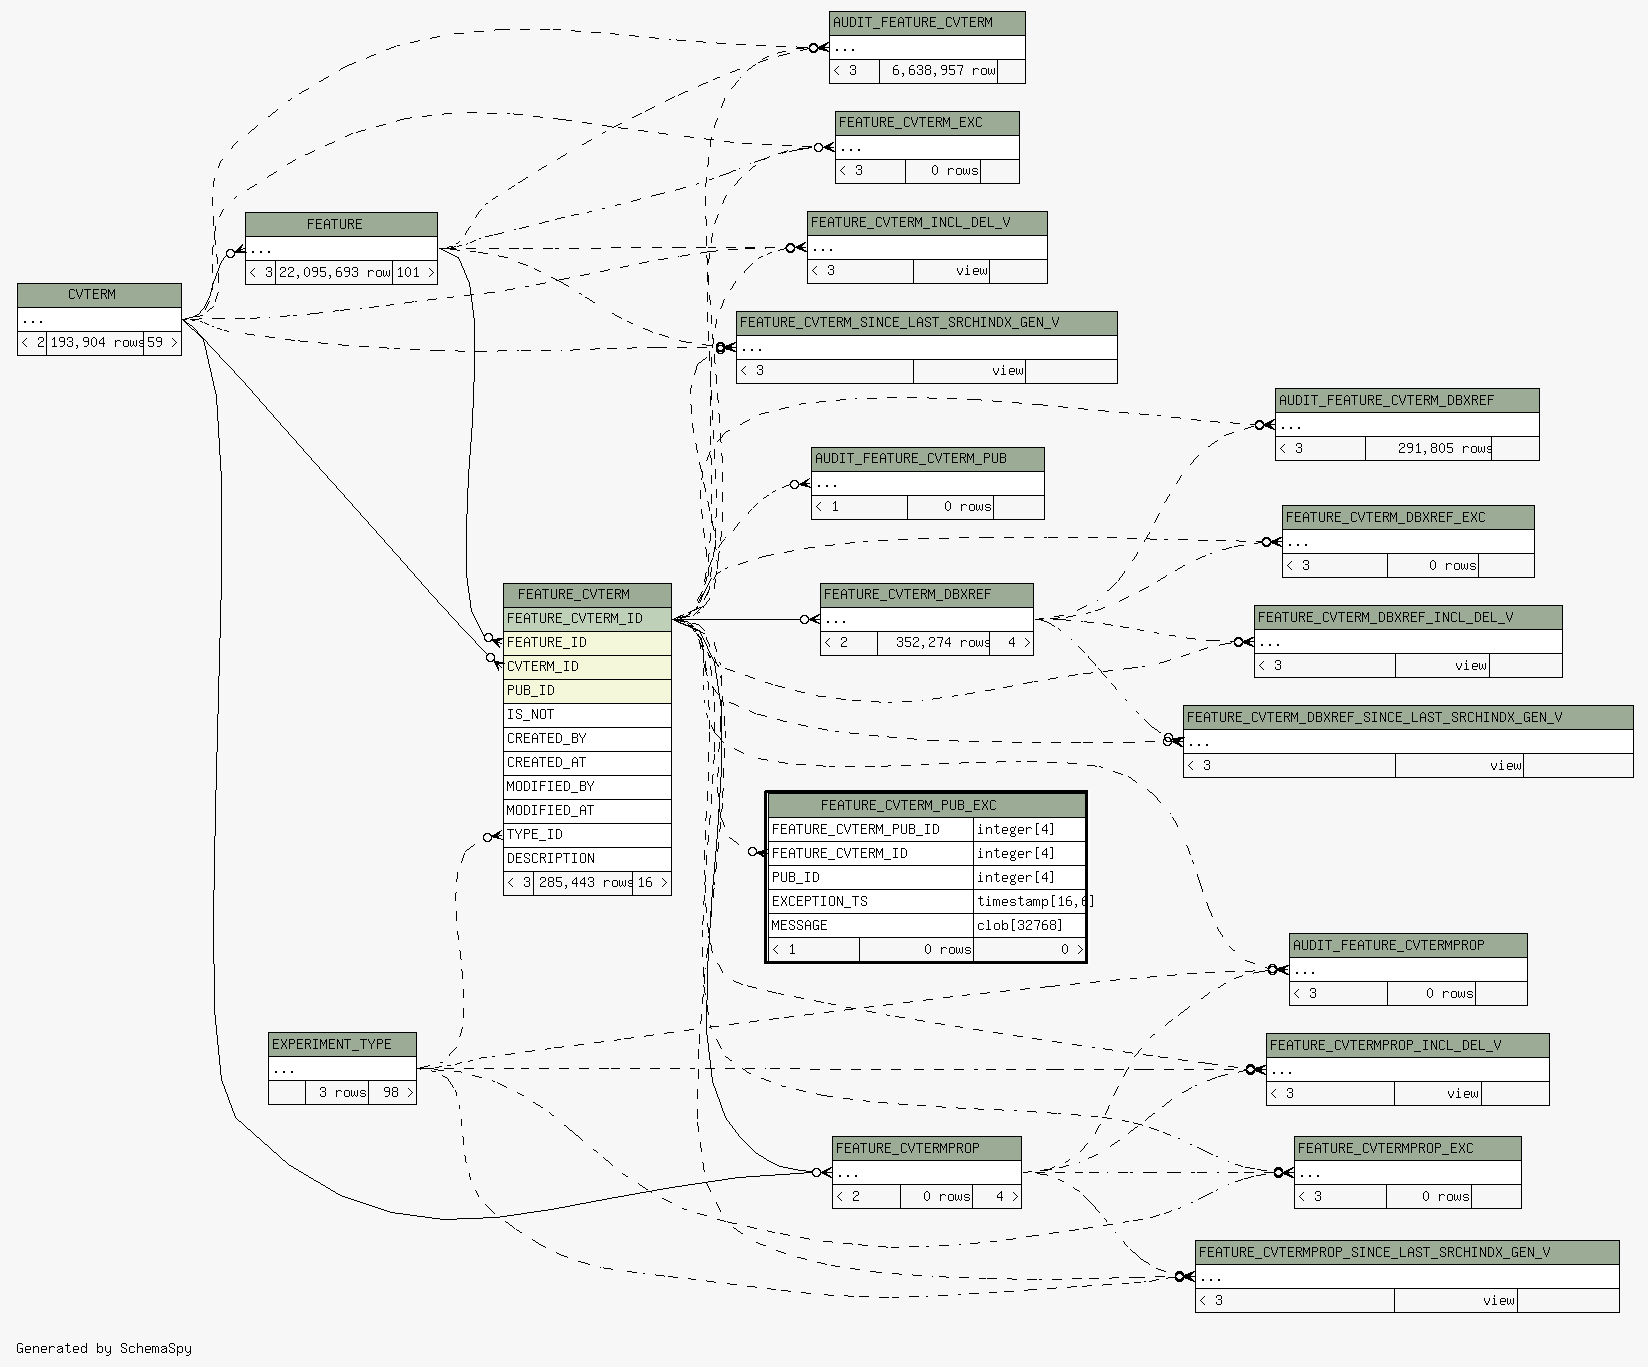 AUDIT_FEATURE_CVTERM
...
< 3 6,638,957 row
FEATURE_CVTERM_EXC
...
< 3 0 rows
FEATURE
...
< 3 22,095,693 row 101 >
FEATURE_CVTERM_INCL_DEL_V
...
< 3 view
CVTERM
...
< 2 193,904 rows 59 >
FEATURE_CVTERM_SINCE_LAST_SRCHINDX_GEN_V
...
< 3 view
AUDIT_FEATURE_CVTERM_DBXREF
...
< 3 291,805 rows
AUDIT_FEATURE_CVTERM_PUB
...
< 1 0 rows
FEATURE_CVTERM_DBXREF_EXC
...
< 3 0 rows
FEATURE_CVTERM
FEATURE_CVTERM_ID
FEATURE_ID
CVTERM_ID
PUB_ID
IS_NOT
CREATED_BY
CREATED_AT
MODIFIED_BY
MODIFIED_AT
TYPE_ID
DESCRIPTION
< 3 285,443 rows 16 >
FEATURE_CVTERM_DBXREF
...
< 2 352,274 rows 4 >
FEATURE_CVTERM_DBXREF_INCL_DEL_V
...
< 3 view
FEATURE_CVTERM_DBXREF_SINCE_LAST_SRCHINDX_GEN_V
...
< 3 view
FEATURE_CVTERM_PUB_EXC
FEATURE_CVTERM_PUB_ID integer[4]
FEATURE_CVTERM_ID integer[4]
PUB_ID integer[4]
EXCEPTION_TS timestamp[16,6]
MESSAGE clob[32768]
< 1 0 rows 0 >
AUDIT_FEATURE_CVTERMPROP
...
< 3 0 rows
EXPERIMENT_TYPE
...
3 rows 98 >
FEATURE_CVTERMPROP_INCL_DEL_V
...
< 3 view
FEATURE_CVTERMPROP
...
< 2 0 rows 4 >
FEATURE_CVTERMPROP_EXC
...
< 3 0 rows
FEATURE_CVTERMPROP_SINCE_LAST_SRCHINDX_GEN_V
...
< 3 view
Generated by SchemaSpy